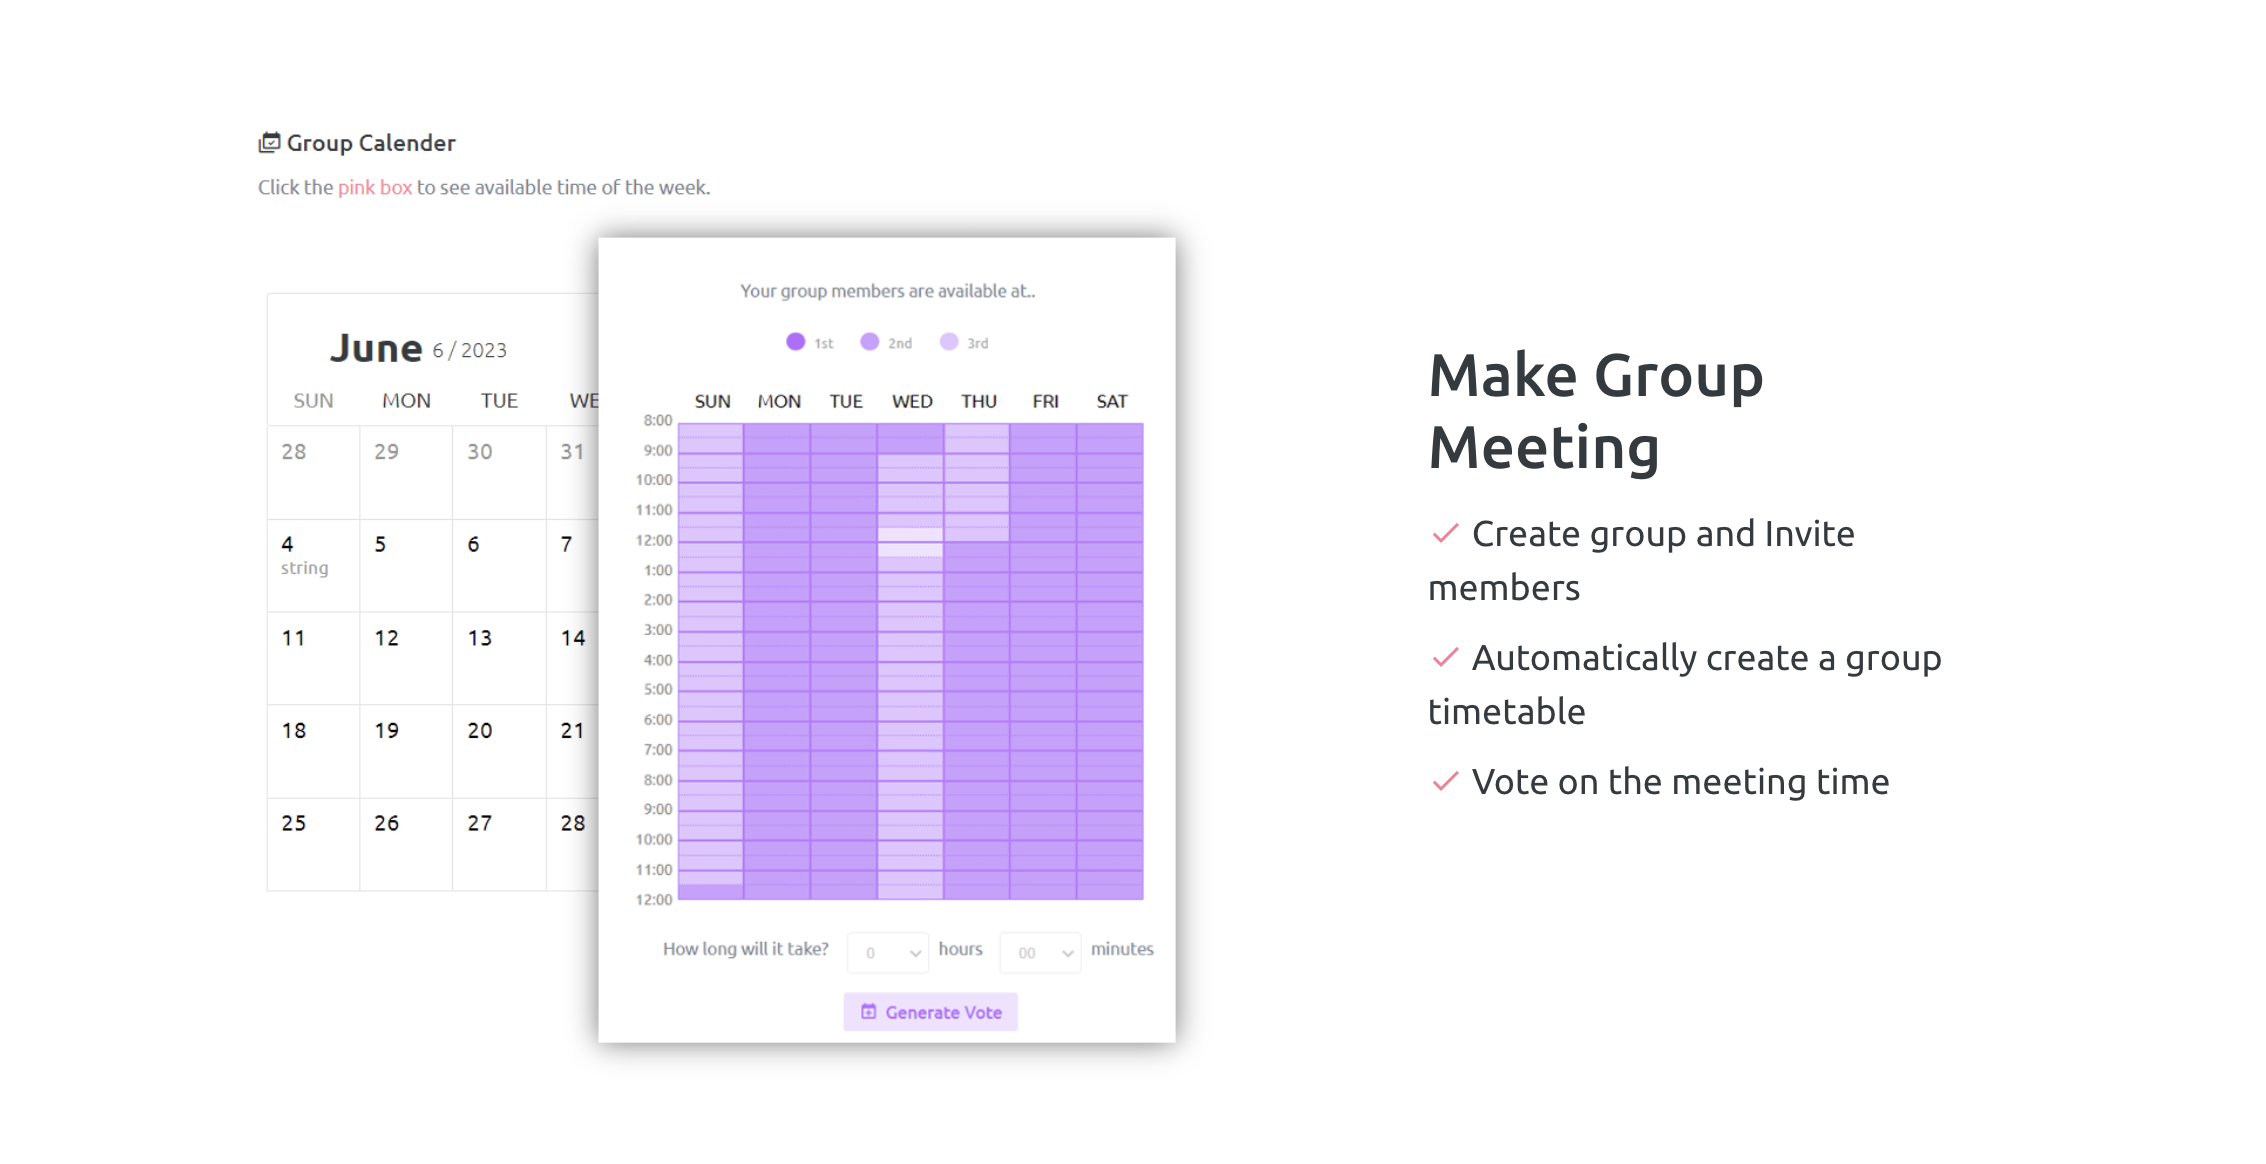 Group Calender
Click the pink box to see available time of the week.
June 6 / 2023
SUN MON TUE WE
28 29 30 31
4 5 6 7
string
11 12 13 14
18 19 20 21
25 26 27 28
Your group members are available at..
1st 2nd 3rd
SUN MON TUE WED THU FRI SAT
8:00
9:00
10:00
11:00
12:00
1:00
2:00
3:00
4:00
5:00
6:00
7:00
8:00
9:00
10:00
11:00
12:00
How long will it take? 0 hours 00 minutes
Generate Vote
Make Group
Meeting
Create group and Invite
members
Automatically create a group
timetable
Vote on the meeting time